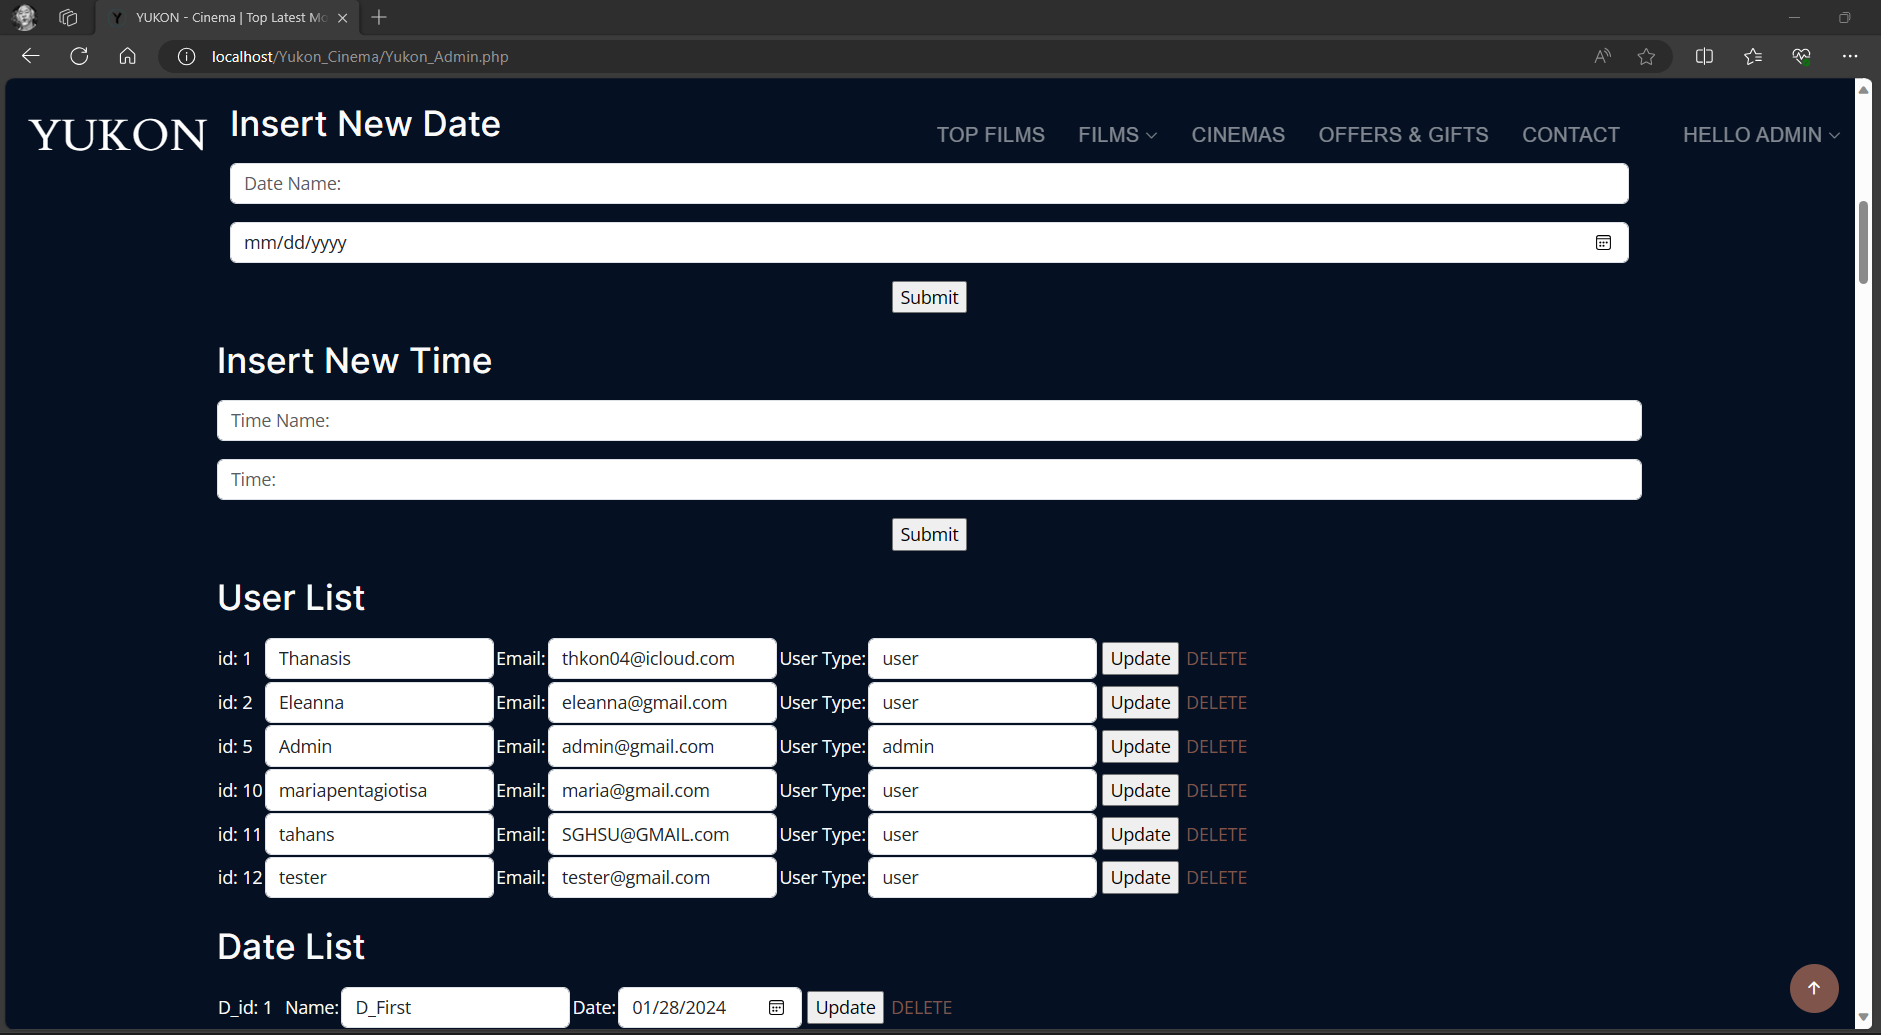 YUKON - Cinema | Top Latest Mo
localhost/Yukon_Cinema/Yukon_Admin.php
YUKON
Insert New Date
TOP FILMS FILMS CINEMAS OFFERS & GIFTS CONTACT HELLO ADMIN
Date Name:
mm/dd/yyyy
Submit
Insert New Time
Time Name:
Time:
Submit
User List
id: 1 Thanasis Email: thkon04@icloud.com User Type: user Update DELETE
id: 2 Eleanna Email: eleanna@gmail.com User Type: user Update DELETE
id: 5 Admin Email: admin@gmail.com User Type: admin Update DELETE
id: 10 mariapentagiotisa Email: maria@gmail.com User Type: user Update DELETE
id: 11 tahans Email: SGHSU@GMAIL.com User Type: user Update DELETE
id: 12 tester Email: tester@gmail.com User Type: user Update DELETE
Date List
D_id: 1 Name: D_First Date: 01/28/2024 Update DELETE